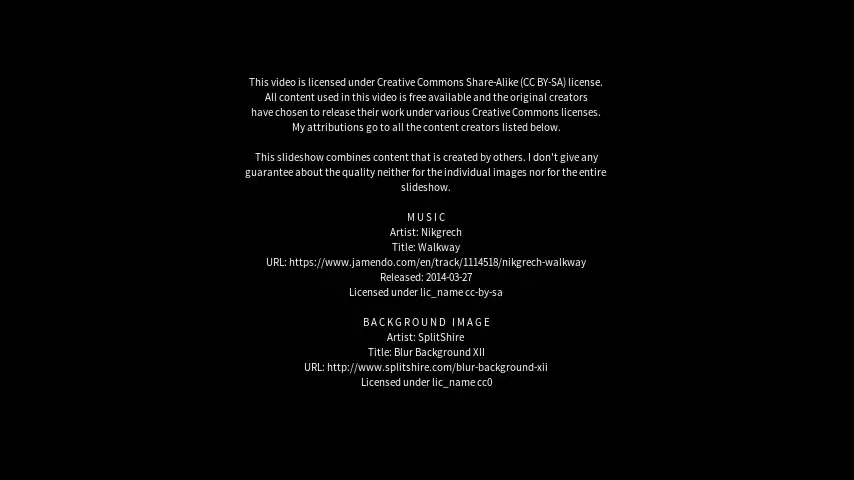 This video is licensed under Creative Commons Share-Alike (CC BY-SA) license.
All content used in this video is free available and the original creators
have chosen to release their work under various Creative Commons licenses.
My attributions go to all the content creators listed below.
This slideshow combines content that is created by others. I don't give any
guarantee about the quality neither for the individual images nor for the entire
slideshow.
M U S I C
Artist: Nikgrech
Title: Walkway
URL: https://www.jamendo.com/en/track/1114518/nikgrech-walkway
Released: 2014-03-27
Licensed under lic_name cc-by-sa
B A C K G R O U N D   I M A G E
Artist: SplitShire
Title: Blur Background XII
URL: http://www.splitshire.com/blur-background-xii
Licensed under lic_name cc0